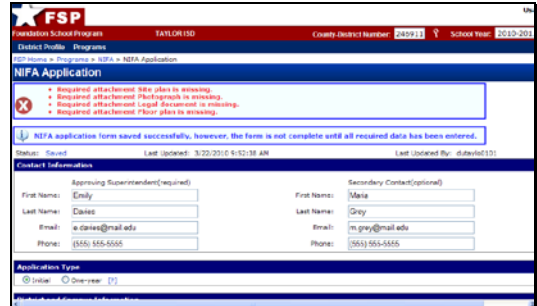 FSP
Us
Foundation School Program TAYLOR ISD County-District Number: 246911 School Year: 2010-201
District Profile Programs
FSP Home » Programs » NIFA » NIFA Application
NIFA Application
• Required attachment Site plan is missing.
• Required attachment Photograph is missing.
• Required attachment Legal document is missing.
• Required attachment Floor plan is missing.
NIFA application form saved successfully, however, the form is not complete until all required data has been entered.
Status: Saved Last Updated: 3/22/2010 9:52:38 AM Last Updated By: dutaylo0101
Contact Information
Approving Superintendent(required) Secondary Contact(optional)
First Name: Emily First Name: Maria
Last Name: Davies Last Name: Grey
Email: e.davies@mail.edu Email: m.grey@mail.edu
Phone: (555) 555-5555 Phone: (555) 555-5555
Application Type
Initial One-year [?]
District and Campus Information